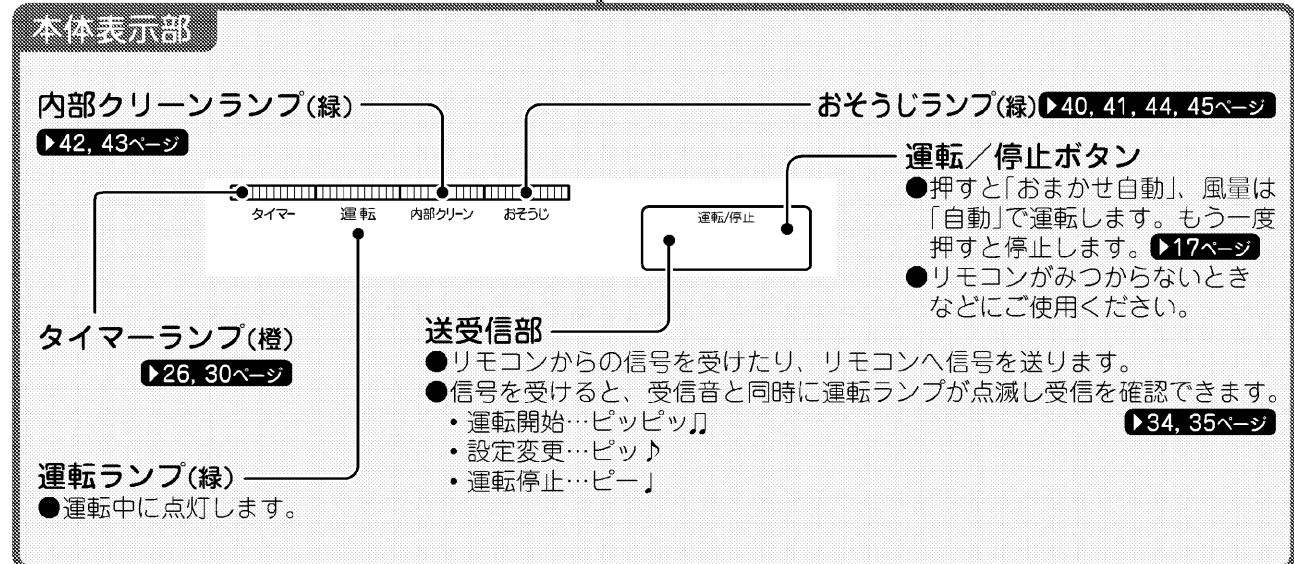 本体表示部
内部クリーンランプ(緑)
▶42, 43ページ
おそうじランプ(緑)▶40, 41, 44, 45ページ
運転／停止ボタン
●押すと「おまかせ自動」、風量は
「自動」で運転します。もう一度
押すと停止します。▶17ページ
●リモコンがみつからないとき
などにご使用ください。
タイマー 運転 内部クリーン おそうじ
運転/停止
タイマーランプ(橙)
▶26, 30ページ
送受信部
●リモコンからの信号を受けたり、リモコンへ信号を送ります。
●信号を受けると、受信音と同時に運転ランプが点滅し受信を確認できます。
▶34, 35ページ
・運転開始…ピッピッ♫
・設定変更…ピッ♪
・運転停止…ピー♩
運転ランプ(緑)
●運転中に点灯します。